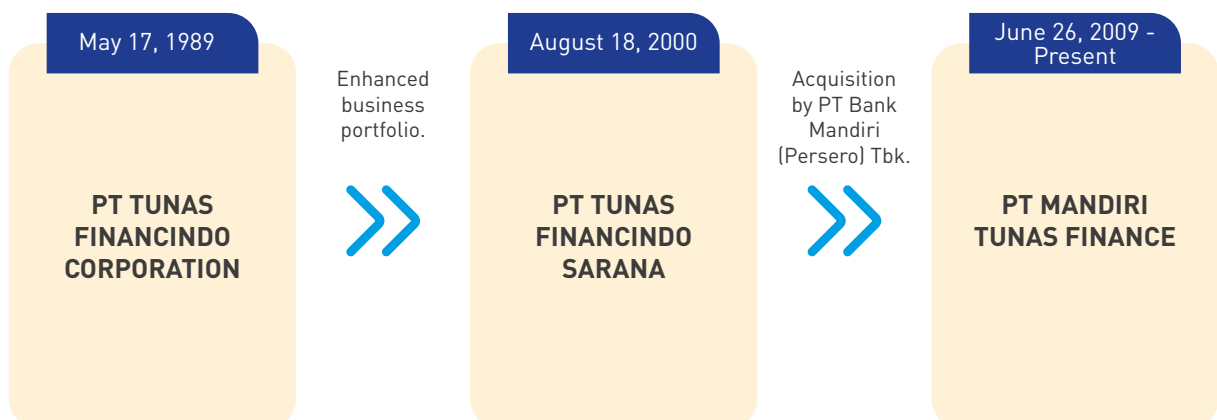 May 17, 1989
PT TUNAS
FINANCINDO
CORPORATION
Enhanced
business
portfolio.
August 18, 2000
PT TUNAS
FINANCINDO
SARANA
Acquisition
by PT Bank
Mandiri
(Persero) Tbk.
June 26, 2009 -
Present
PT MANDIRI
TUNAS FINANCE